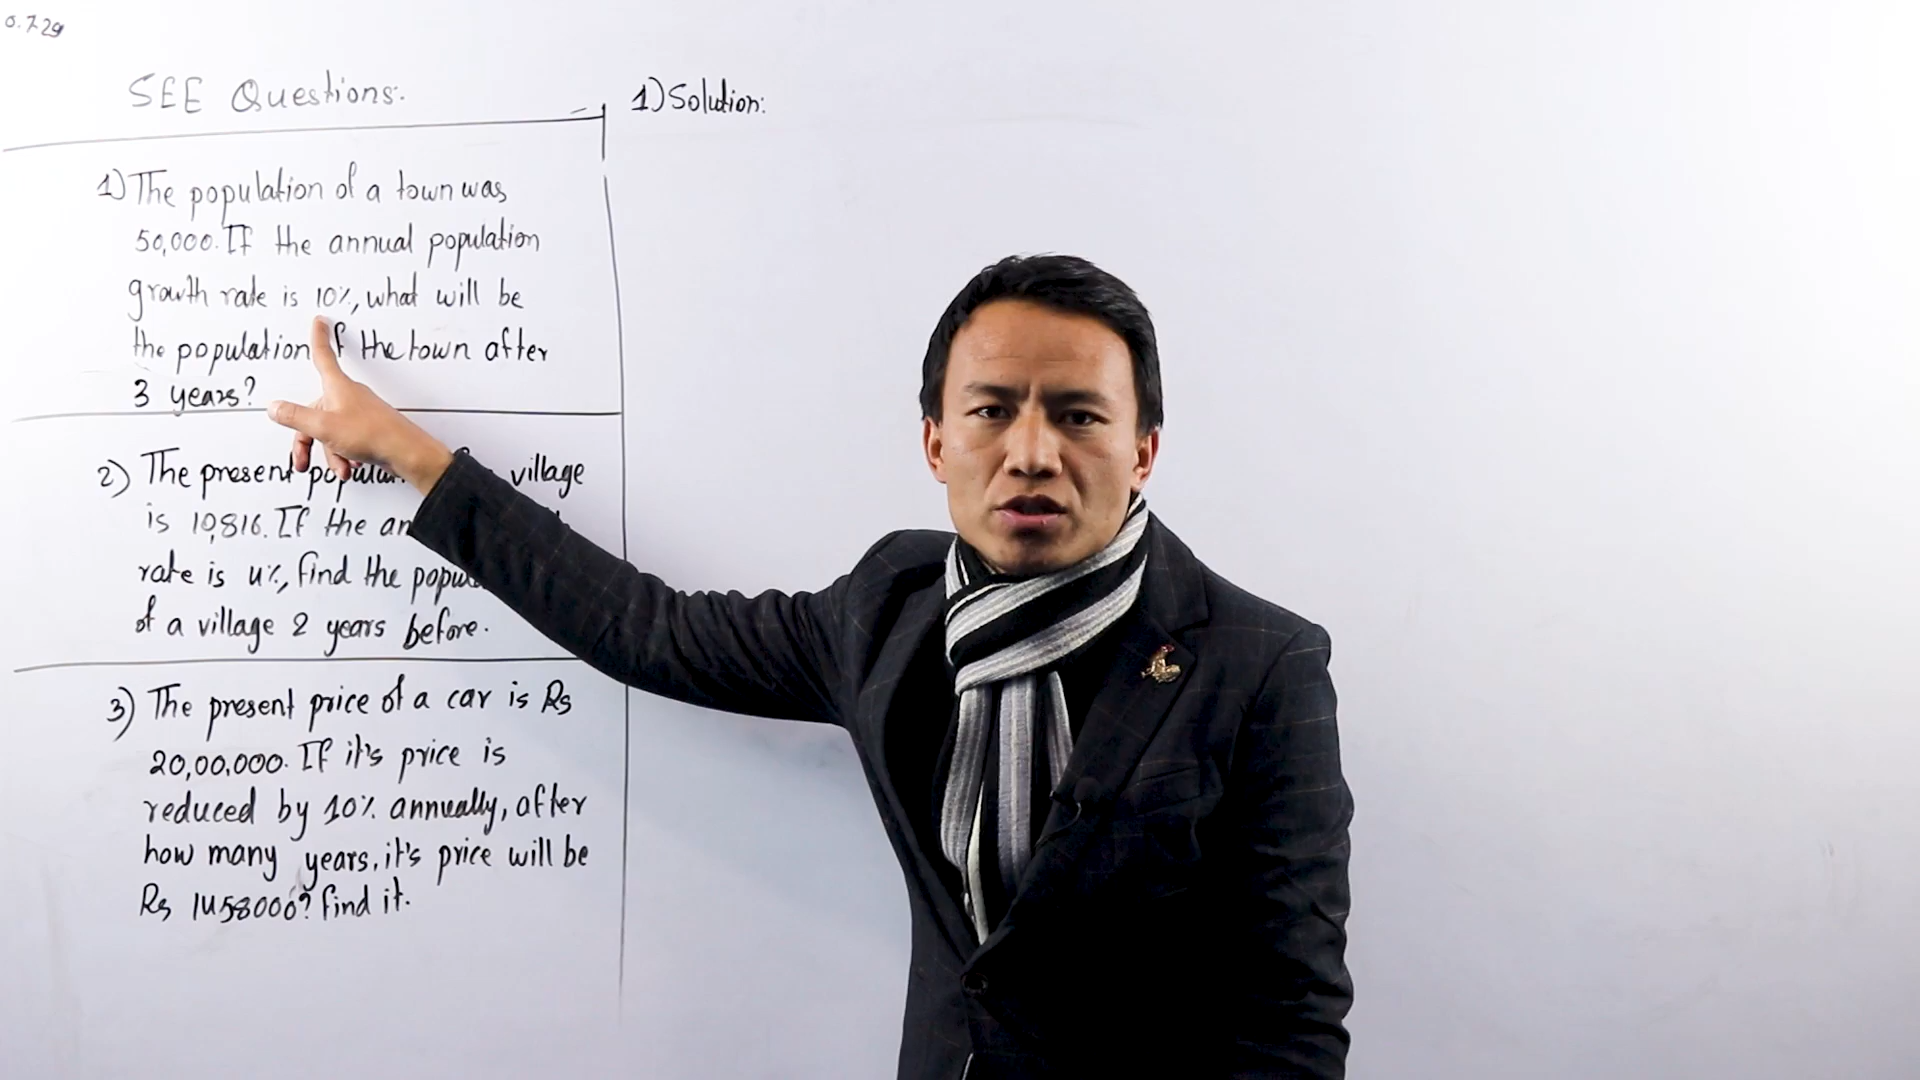 0.729
SEE Questions.
1) The population of a town was
50,000. If the annual population
growth rate is 10%, what will be
the population of the town after
3 years?
2) The present village
is 10,816. If the
rate is 4%, find the
of a village 2 years before.
3) The present price of a car is Rs
20,00,000. If it's price is
reduced by 10% annually, after
how many years, it's price will be
Rs 1458000? find it.
1) Solution: